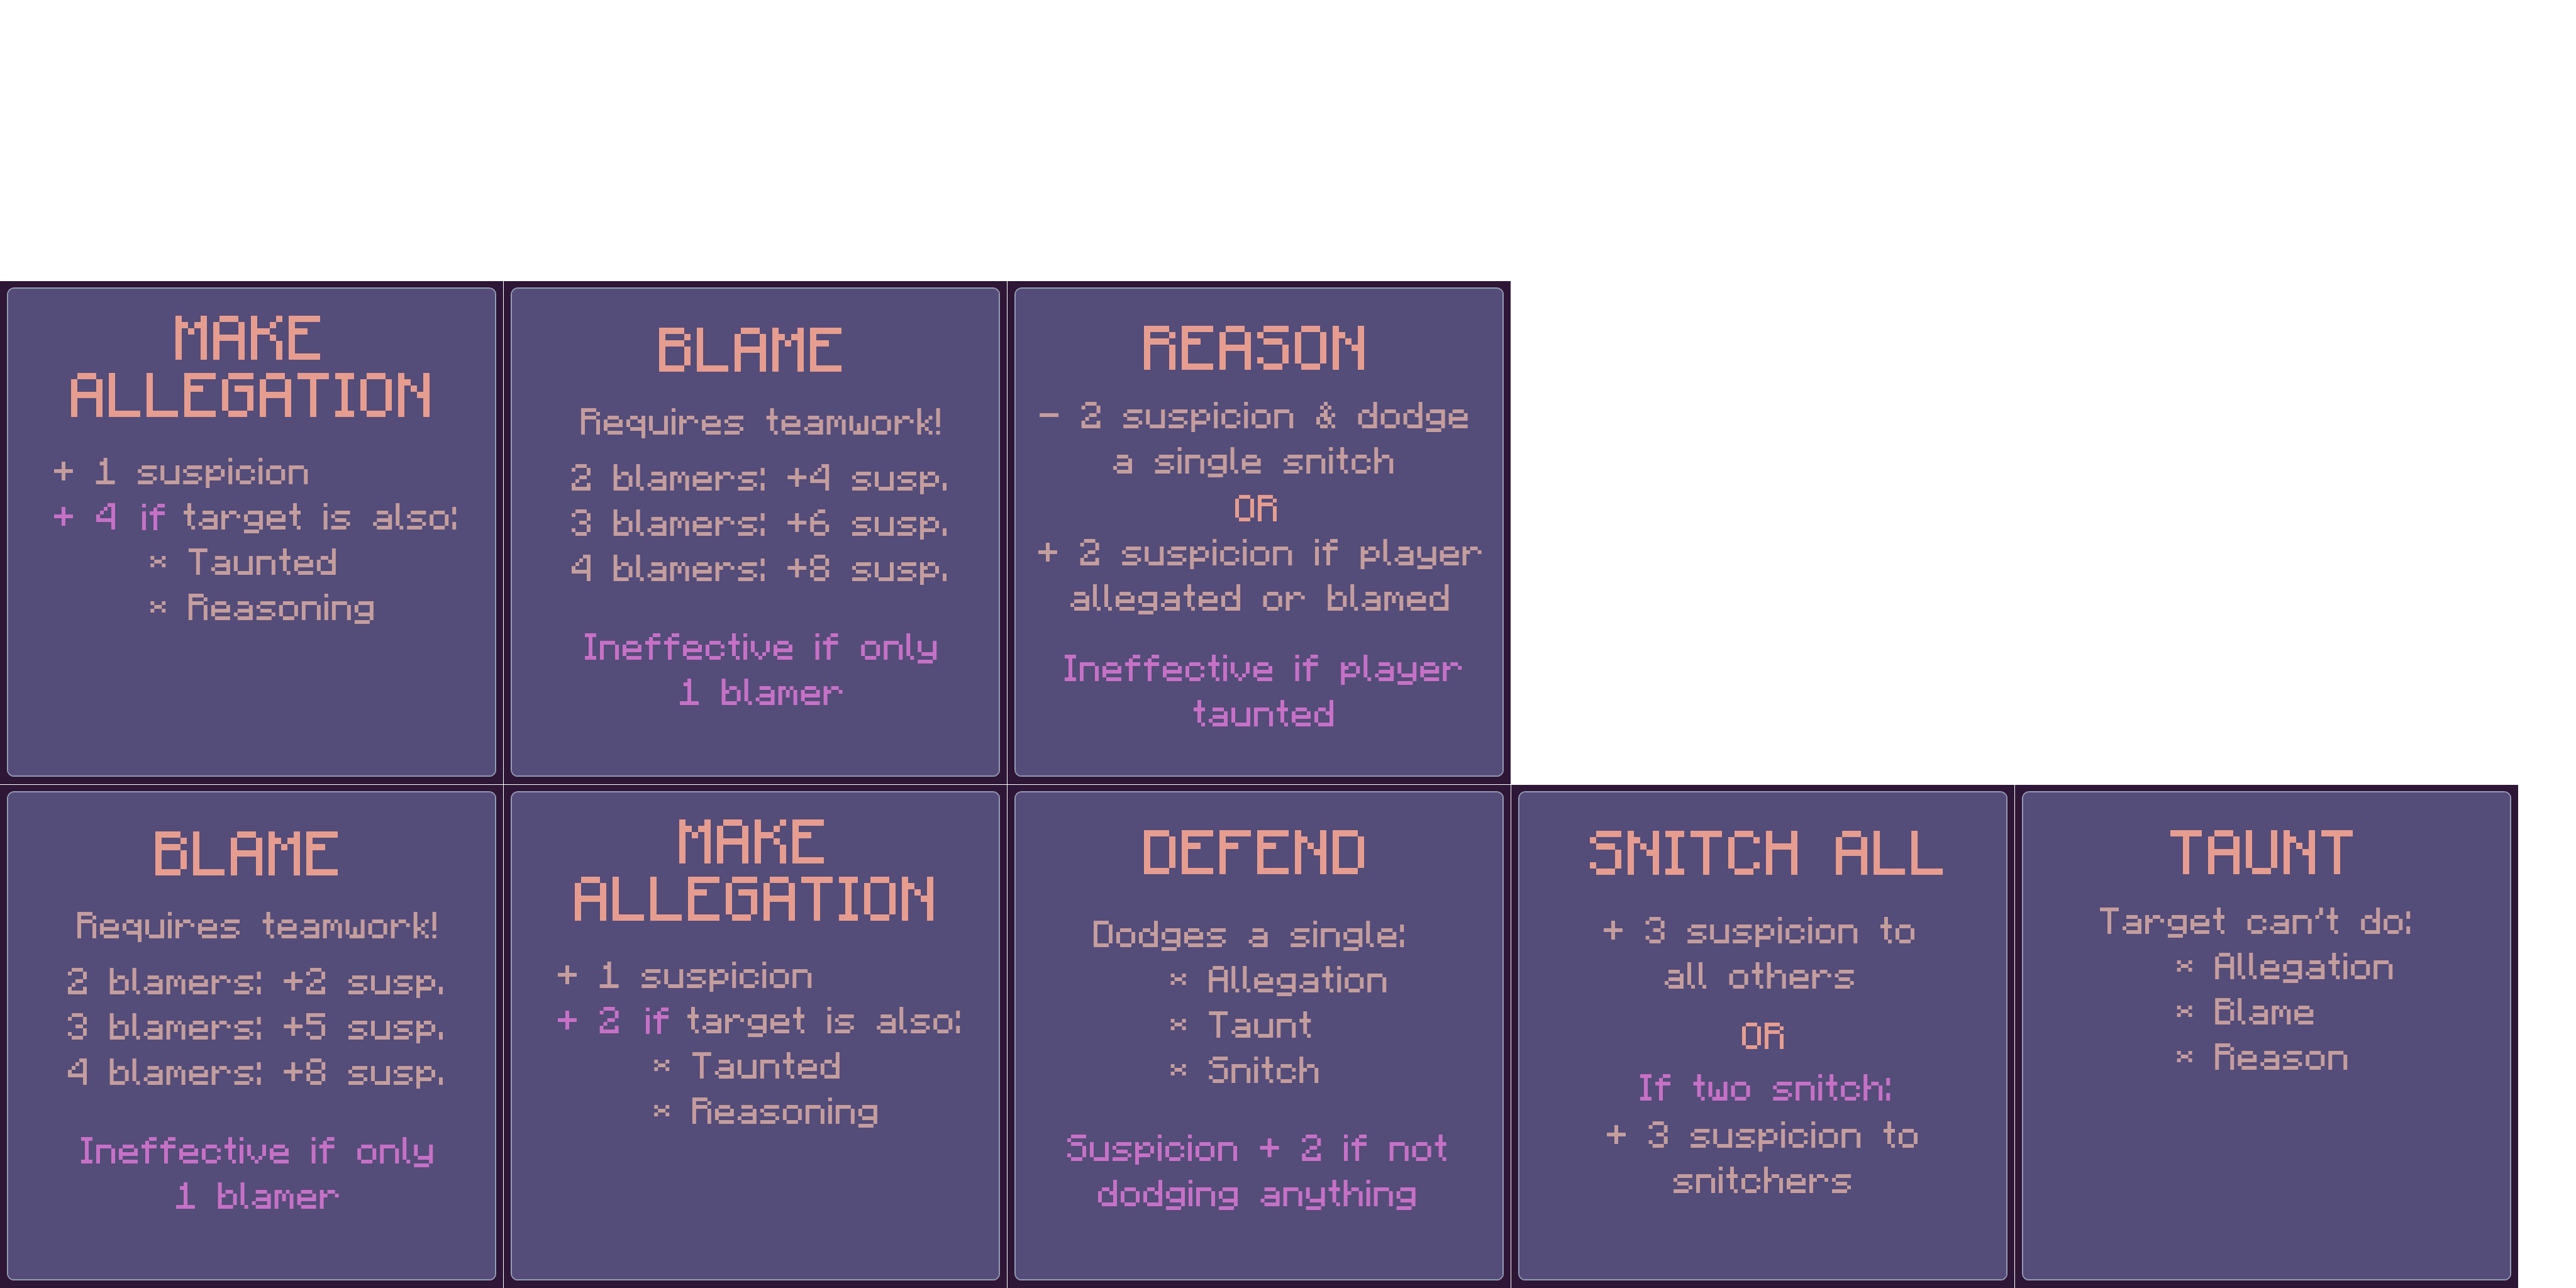 MAKE
ALLEGATION
+ 1 suspicion
+ 4 if target is also:
× Taunted
× Reasoning
BLAME
Requires teamwork!
2 blamers: +4 susp.
3 blamers: +6 susp.
4 blamers: +8 susp.
Ineffective if only
1 blamer
REASON
- 2 suspicion & dodge
a single snitch
OR
+ 2 suspicion if player
allegated or blamed
Ineffective if player
taunted
BLAME
Requires teamwork!
2 blamers: +2 susp.
3 blamers: +5 susp.
4 blamers: +8 susp.
Ineffective if only
1 blamer
MAKE
ALLEGATION
+ 1 suspicion
+ 2 if target is also:
× Taunted
× Reasoning
DEFEND
Dodges a single:
× Allegation
× Taunt
× Snitch
Suspicion + 2 if not
dodging anything
SNITCH ALL
+ 3 suspicion to
all others
OR
If two snitch:
+ 3 suspicion to
snitchers
TAUNT
Target can't do:
× Allegation
× Blame
× Reason